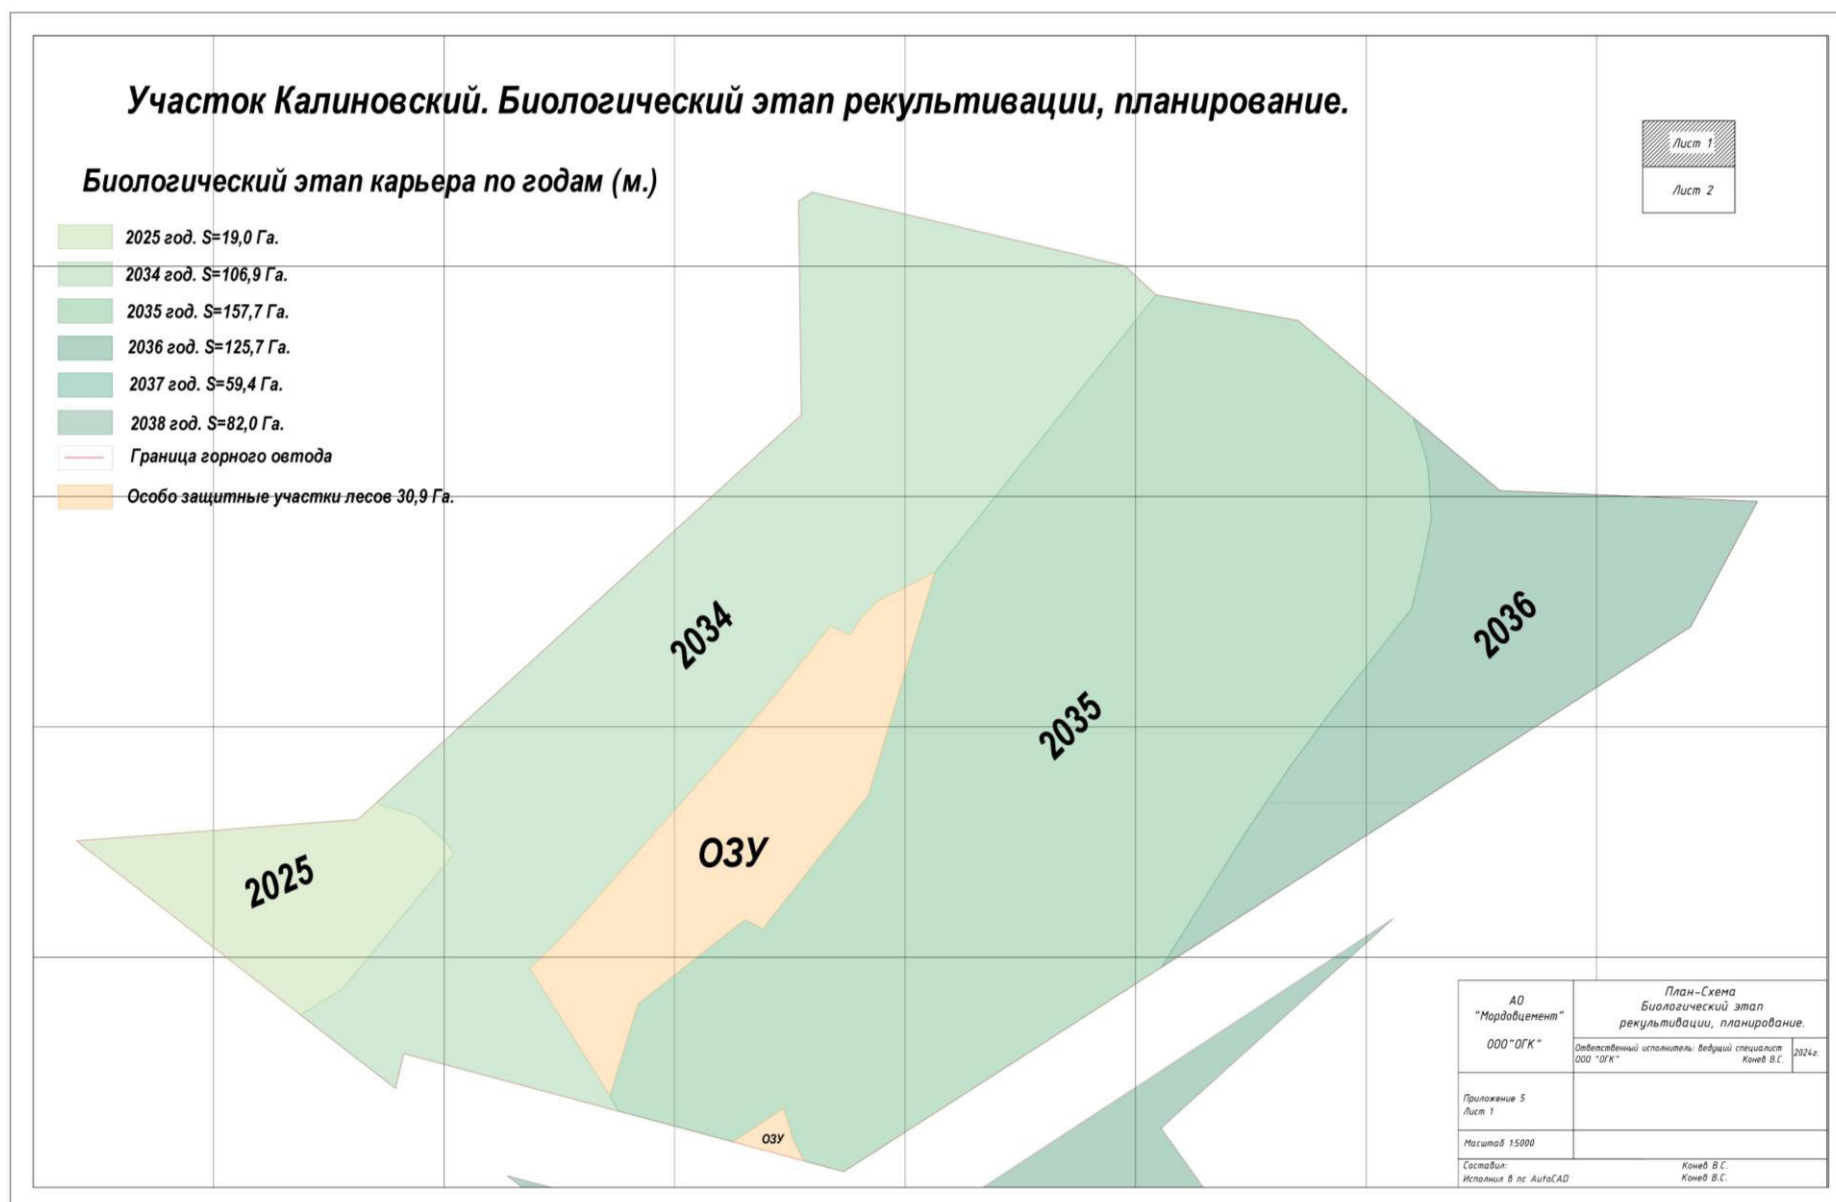 Участок Калиновский. Биологический этап рекультивации, планирование.
Лист 1
Лист 2
Биологический этап карьера по годам (м.)
2025 год. S=19,0 Га.
2034 год. S=106,9 Га.
2035 год. S=157,7 Га.
2036 год. S=125,7 Га.
2037 год. S=59,4 Га.
2038 год. S=82,0 Га.
Граница горного овтода
Особо защитные участки лесов 30,9 Га.
2034
2036
2035
ОЗУ
2025
ОЗУ
АО
"Мордовцемент"
ООО"ОГК"
План-Схема
Биологический этап
рекультивации, планирование.
Ответственный исполнитель: ведущий специалист
ООО "ОГК" Конев В.С.
2024г.
Приложение 5
Лист 1
Масштаб 1:5000
Составил: Конев В.С.
Исполнил в пс AutoCAD Конев В.С.